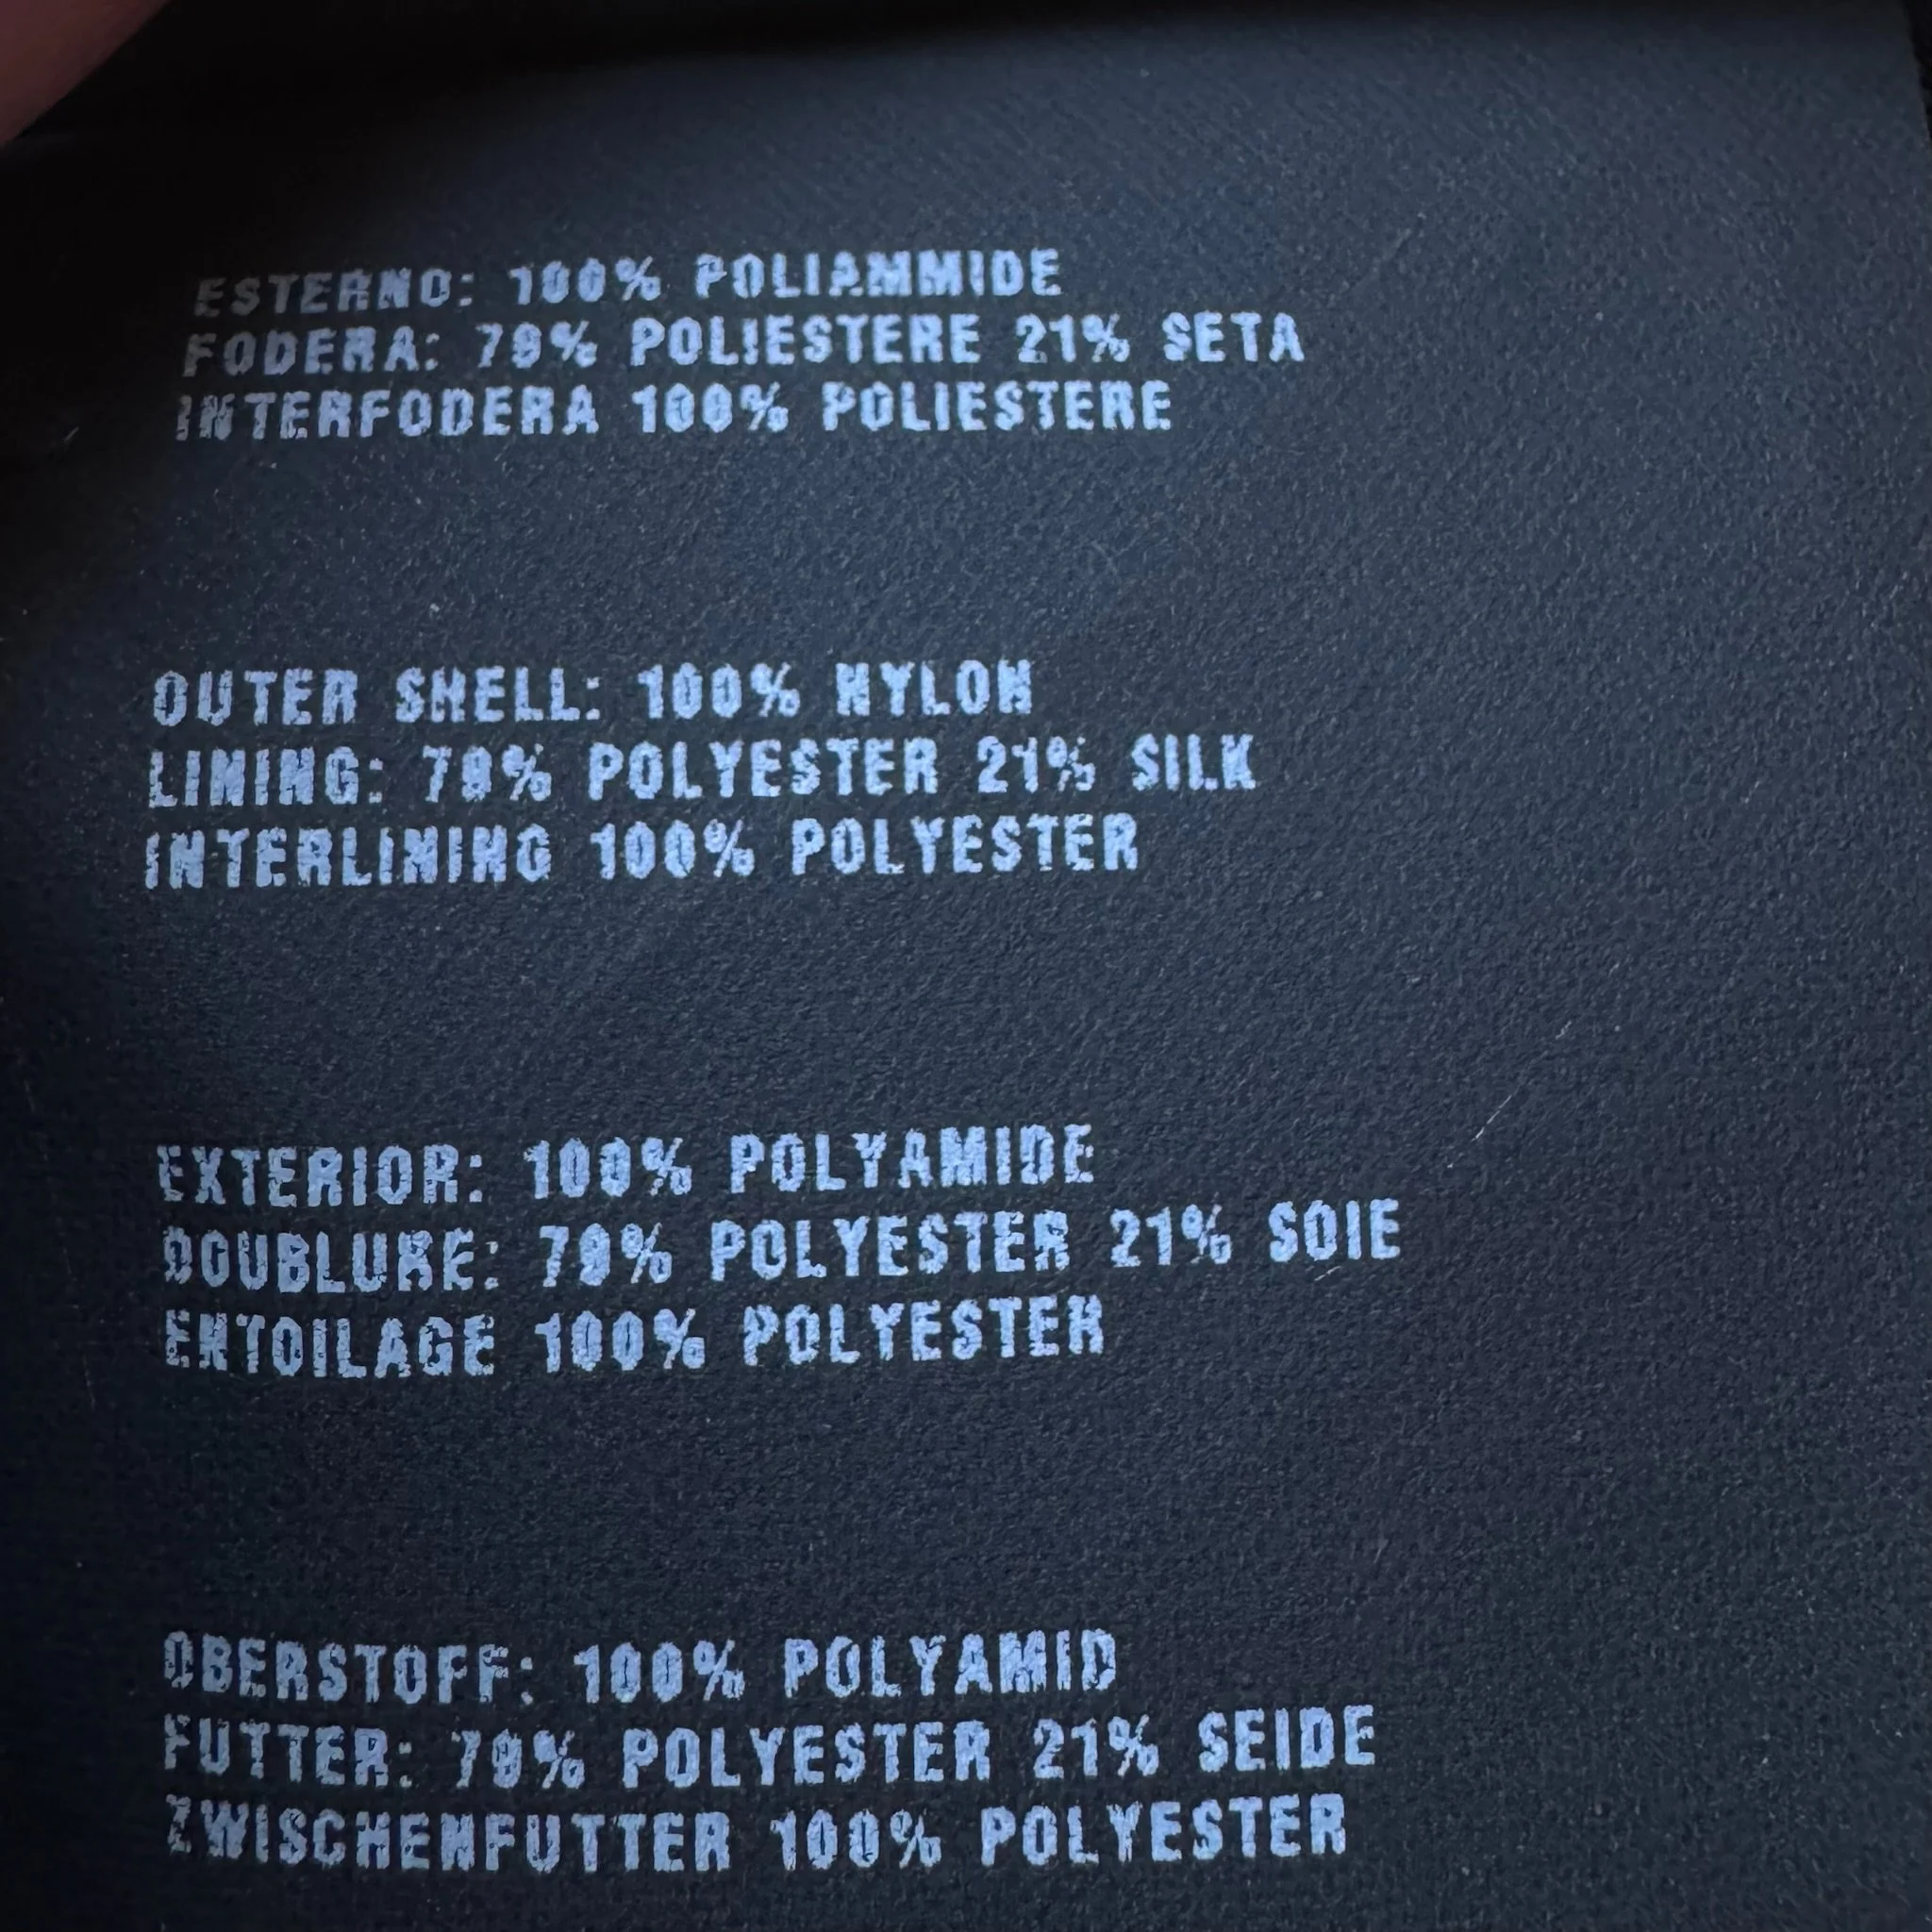 ESTERNO: 100% POLIAMMIDE
FODERA: 79% POLIESTERE 21% SETA
INTERFODERA 100% POLIESTERE
OUTER SHELL: 100% NYLON
LINING: 79% POLYESTER 21% SILK
INTERLINING 100% POLYESTER
EXTERIOR: 100% POLYAMIDE
DOUBLURE: 79% POLYESTER 21% SOIE
ENTOILAGE 100% POLYESTER
OBERSTOFF: 100% POLYAMID
FUTTER: 79% POLYESTER 21% SEIDE
ZWISCHENFUTTER 100% POLYESTER